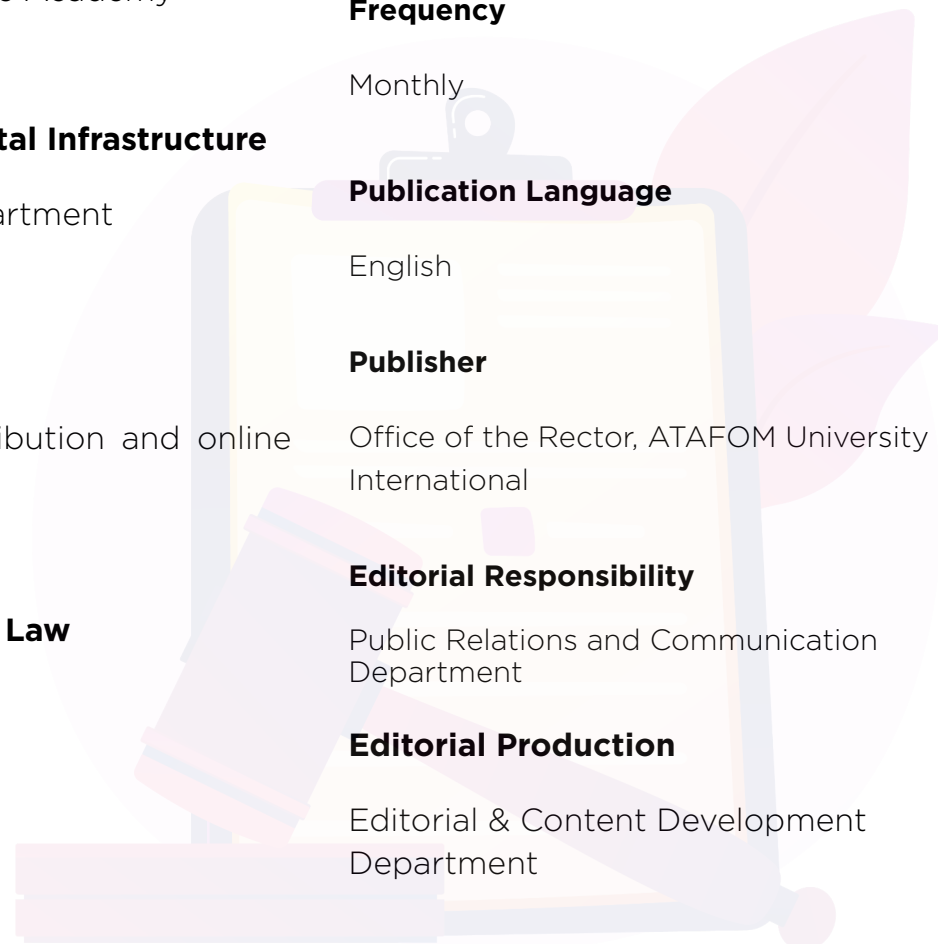 Academy
tal Infrastructure
artment
ibution and online
Law
Frequency
Monthly
Publication Language
English
Publisher
Office of the Rector, ATAFOM University
International
Editorial Responsibility
Public Relations and Communication
Department
Editorial Production
Editorial & Content Development
Department